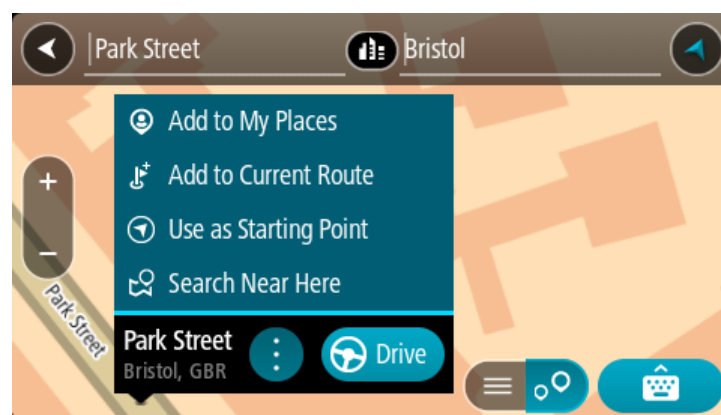 Park Street Bristol
Add to My Places
Add to Current Route
Use as Starting Point
Search Near Here
Park Street
Park Street
Bristol, GBR
Drive